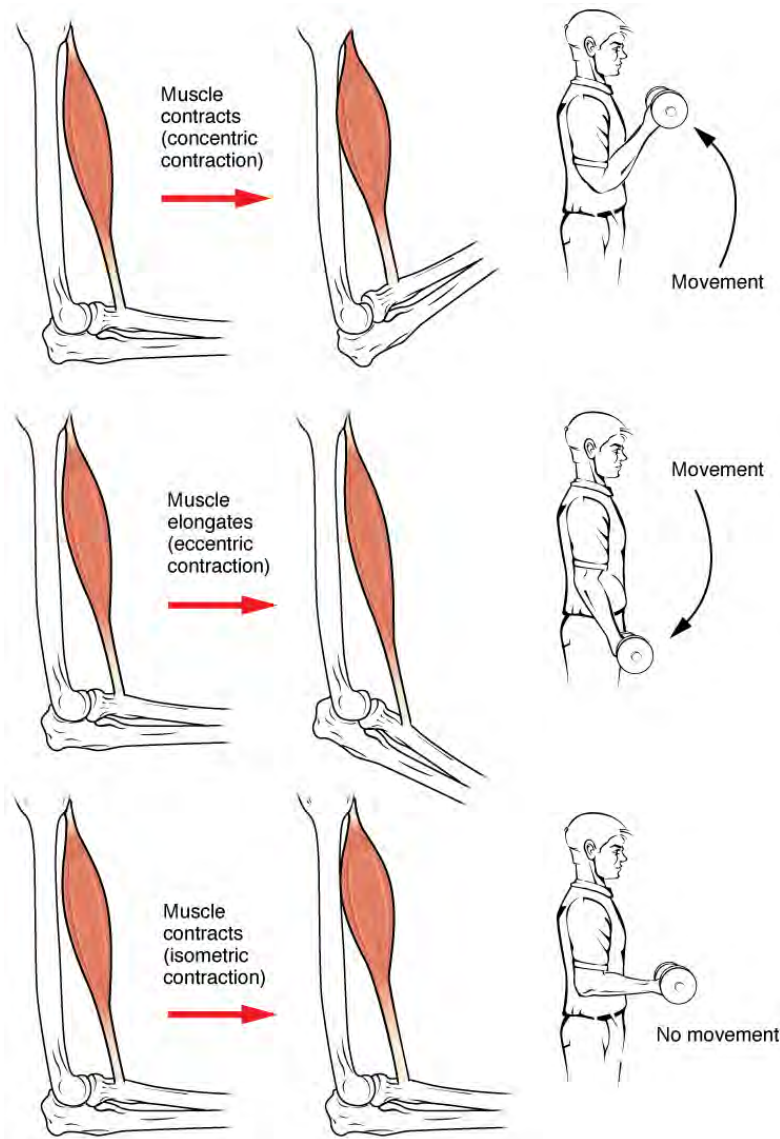 Muscle
contracts
(concentric
contraction)
Movement
Muscle
elongates
(eccentric
contraction)
Movement
Muscle
contracts
(isometric
contraction)
No movement